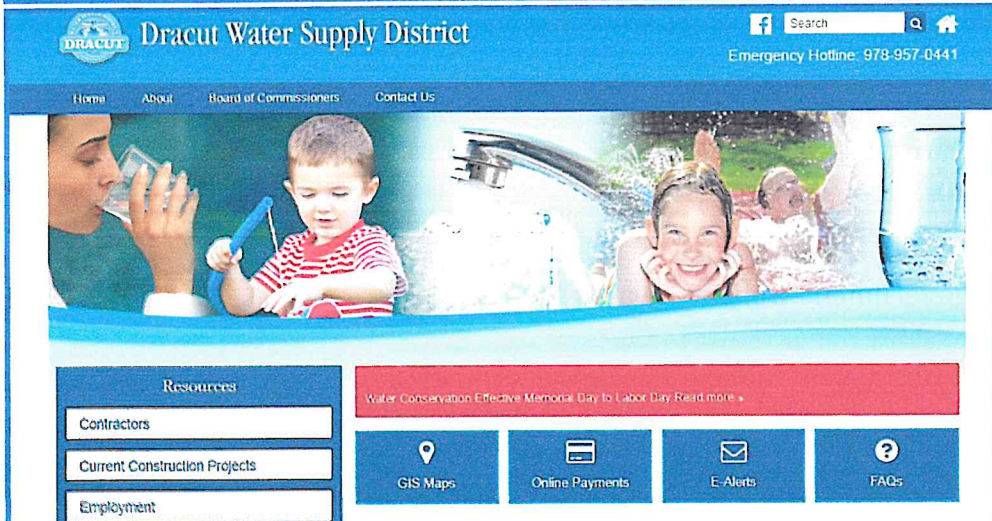 DRACUT
Dracut Water Supply District
Search
Emergency Hotline: 978-957-0441
Home About Board of Commissioners Contact Us
Resources
Contractors
Current Construction Projects
Employment
Water Conservation Effective Memorial Day to Labor Day Read more »
GIS Maps Online Payments E-Alerts FAQs